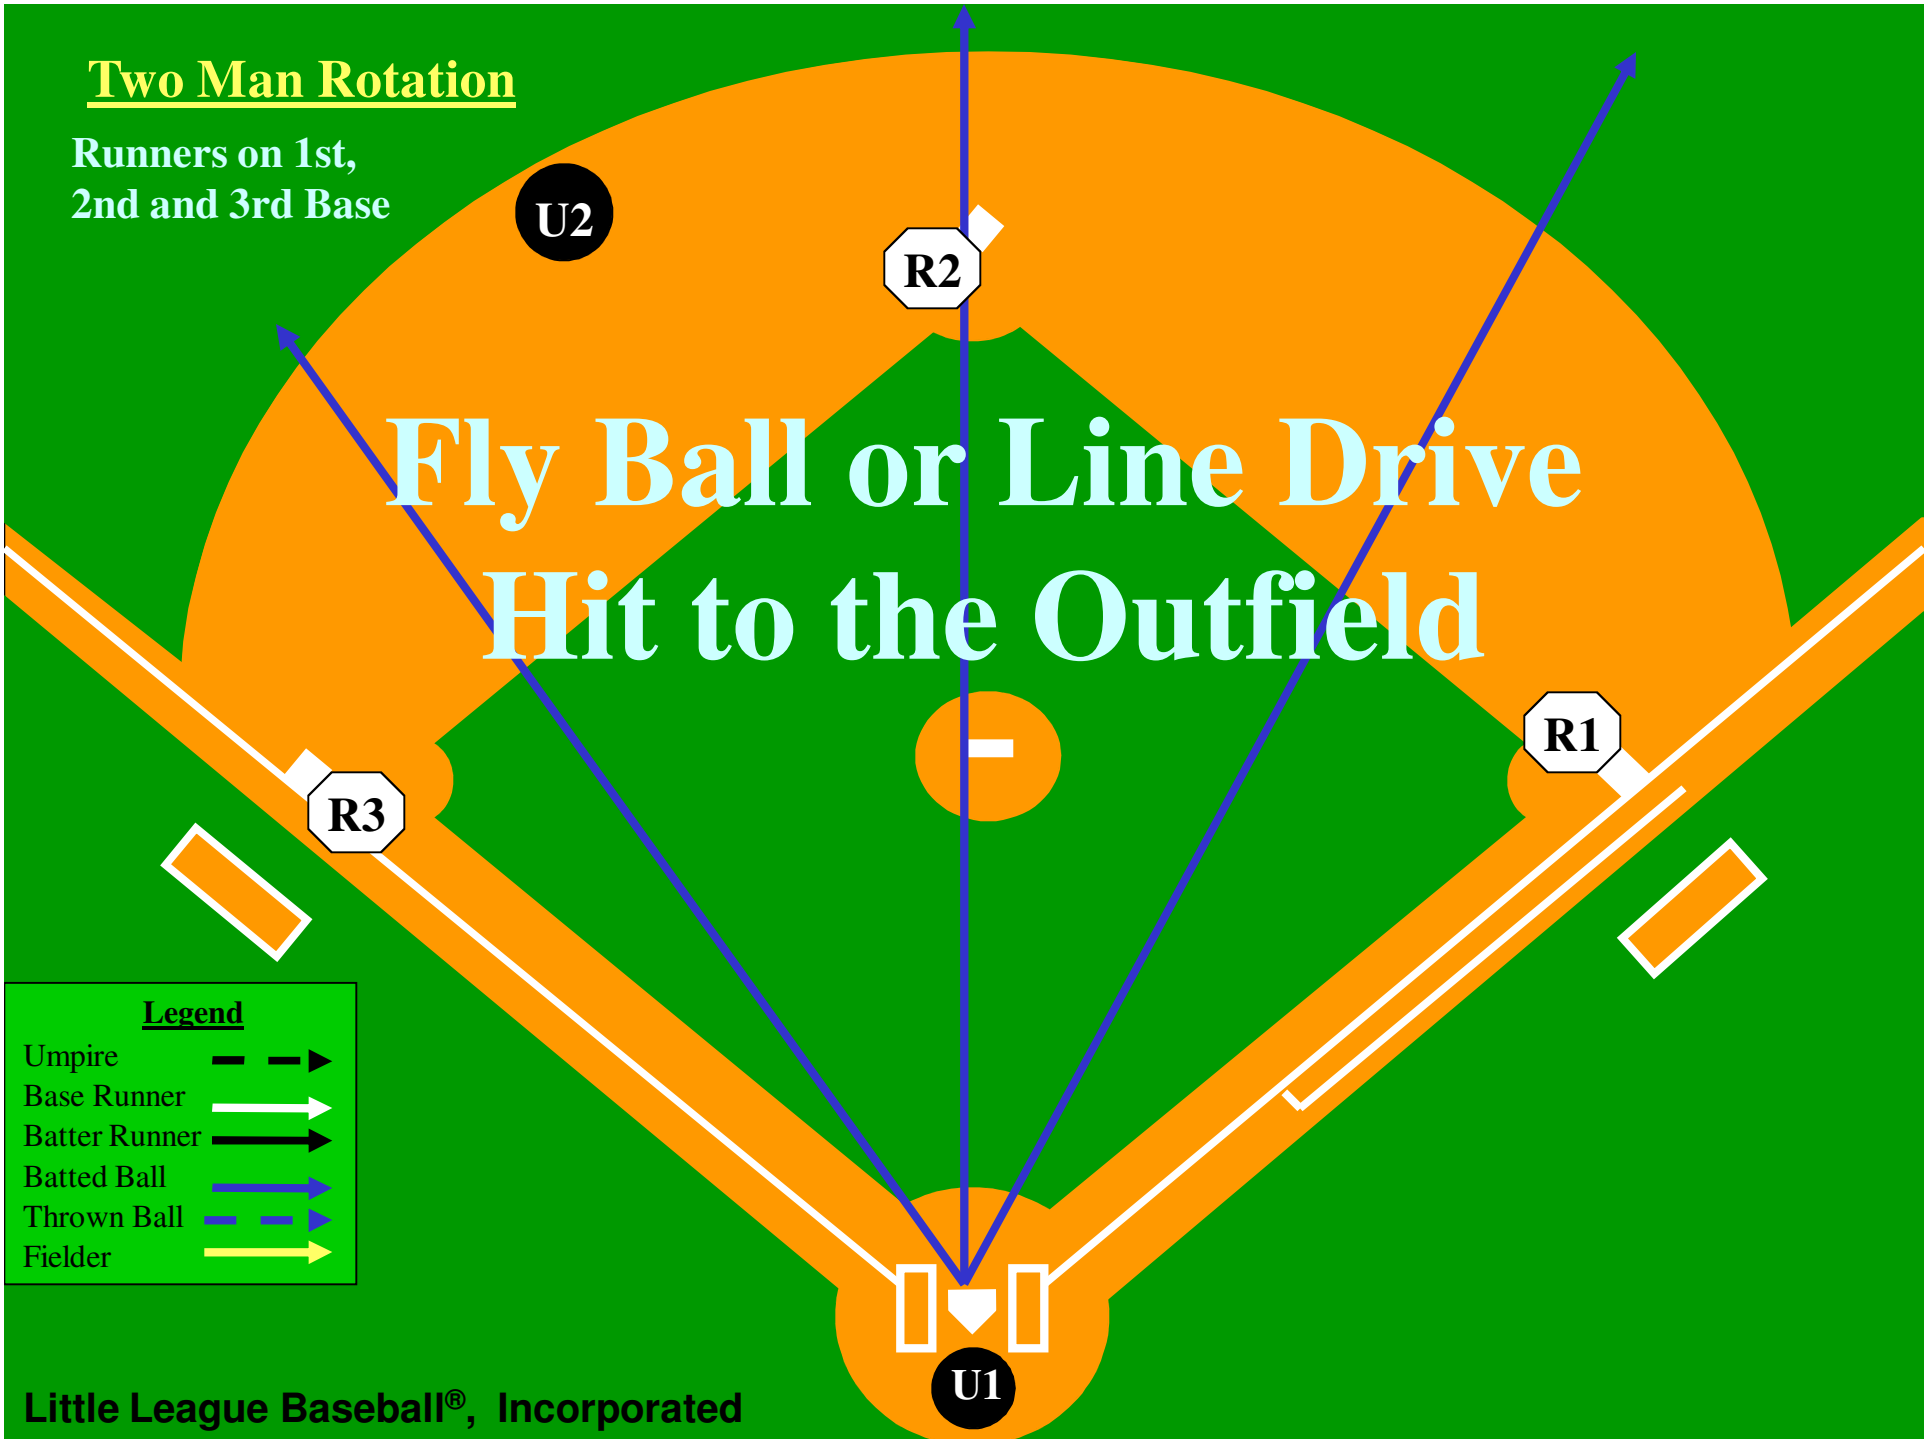 Two Man Rotation
Runners on 1st,
2nd and 3rd Base
U2
R2
Fly Ball or Line Drive
Hit to the Outfield
R1
R3
Legend
Umpire
Base Runner
Batter Runner
Batted Ball
Thrown Ball
Fielder
U1
Little League Baseball®, Incorporated